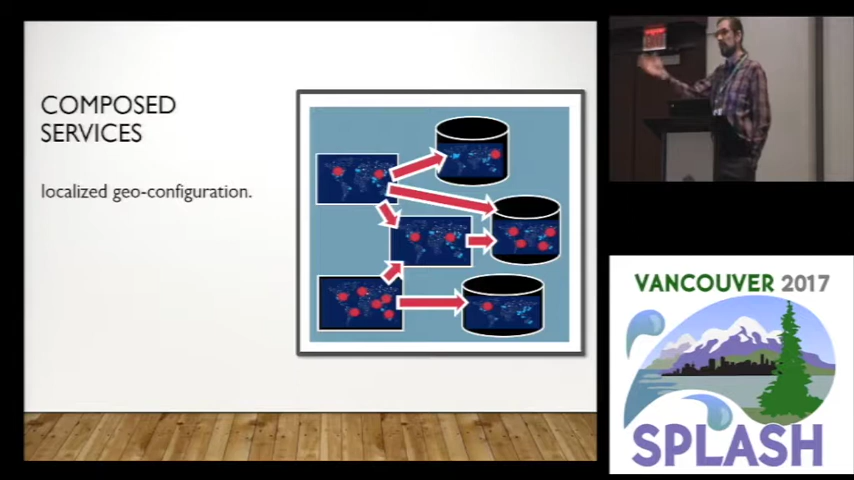 COMPOSED
SERVICES
localized geo-configuration.
VANCOUVER 2017
SPLASH